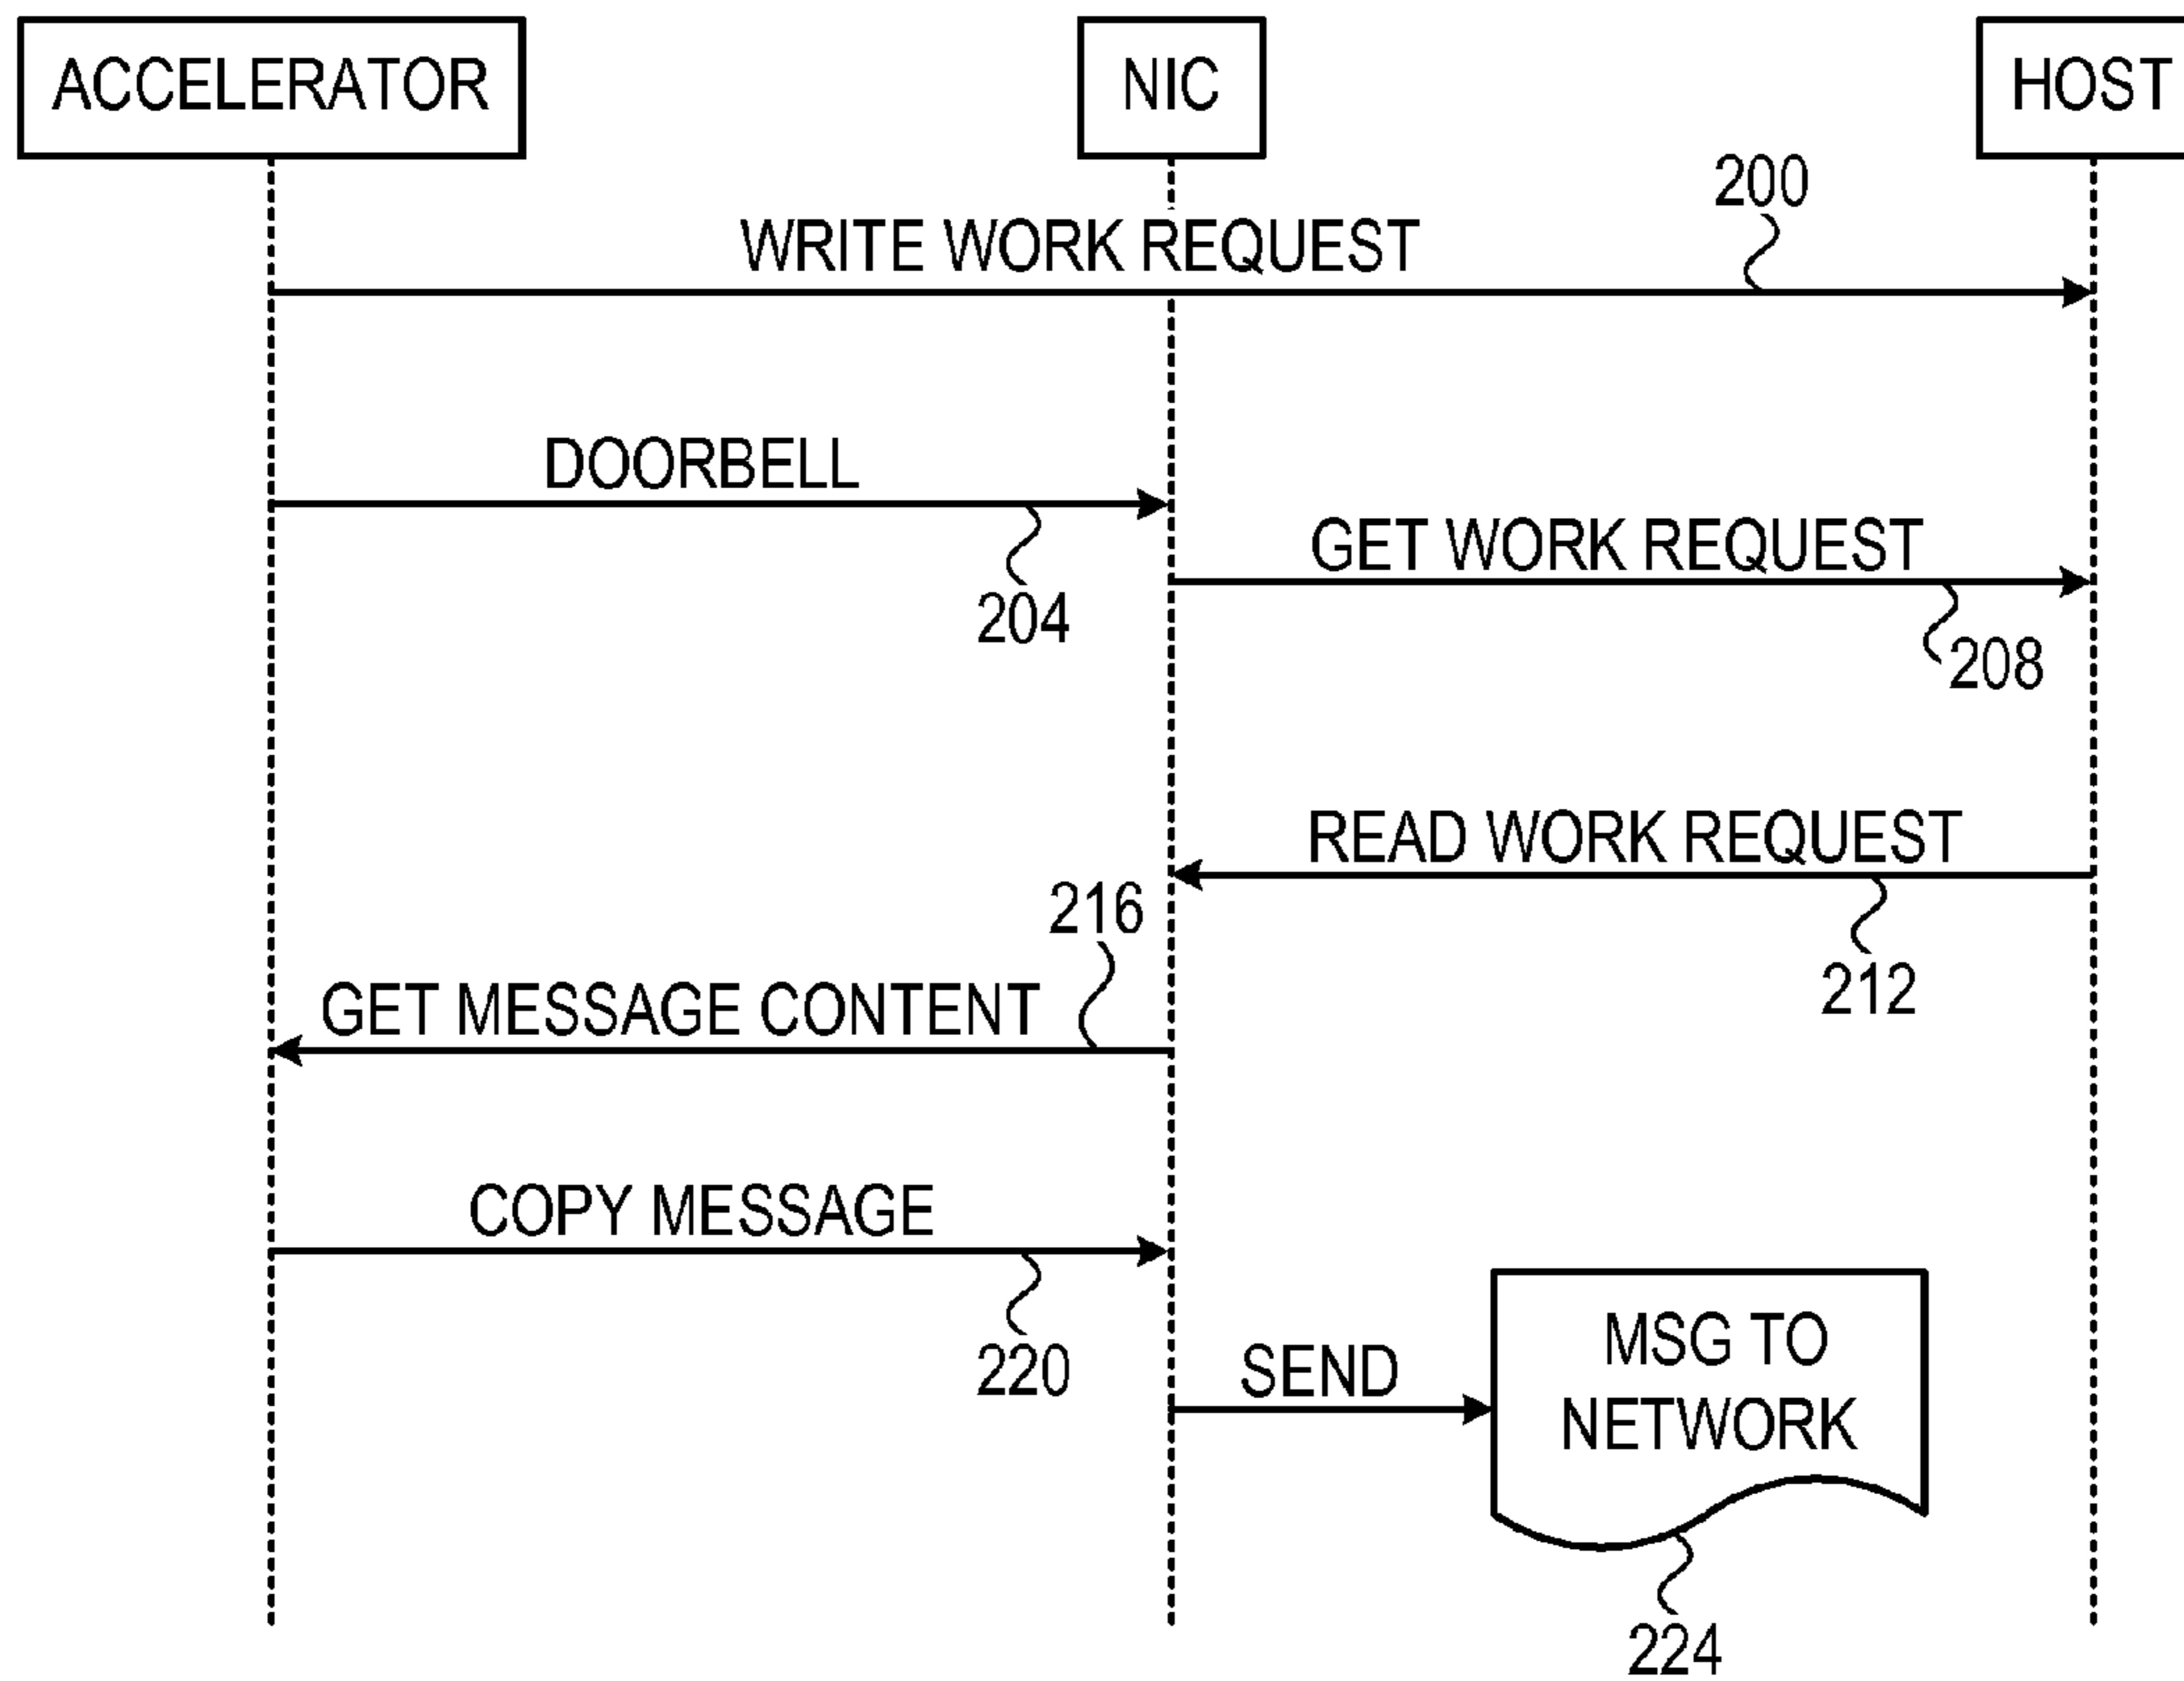 ACCELERATOR
NIC
HOST
200
WRITE WORK REQUEST
DOORBELL
204
GET WORK REQUEST
208
READ WORK REQUEST
212
216
GET MESSAGE CONTENT
COPY MESSAGE
220
SEND
MSG TO
NETWORK
224